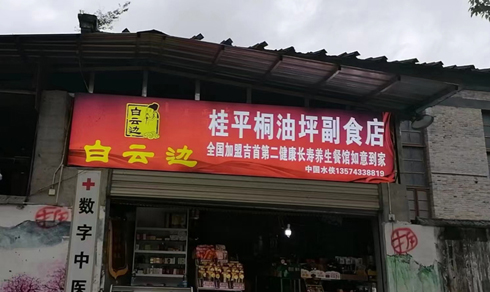 白云边
白云边
桂平桐油坪副食店
全国加盟吉首第二健康长寿养生餐馆如意到家
中国水侠13574338819
数字中医